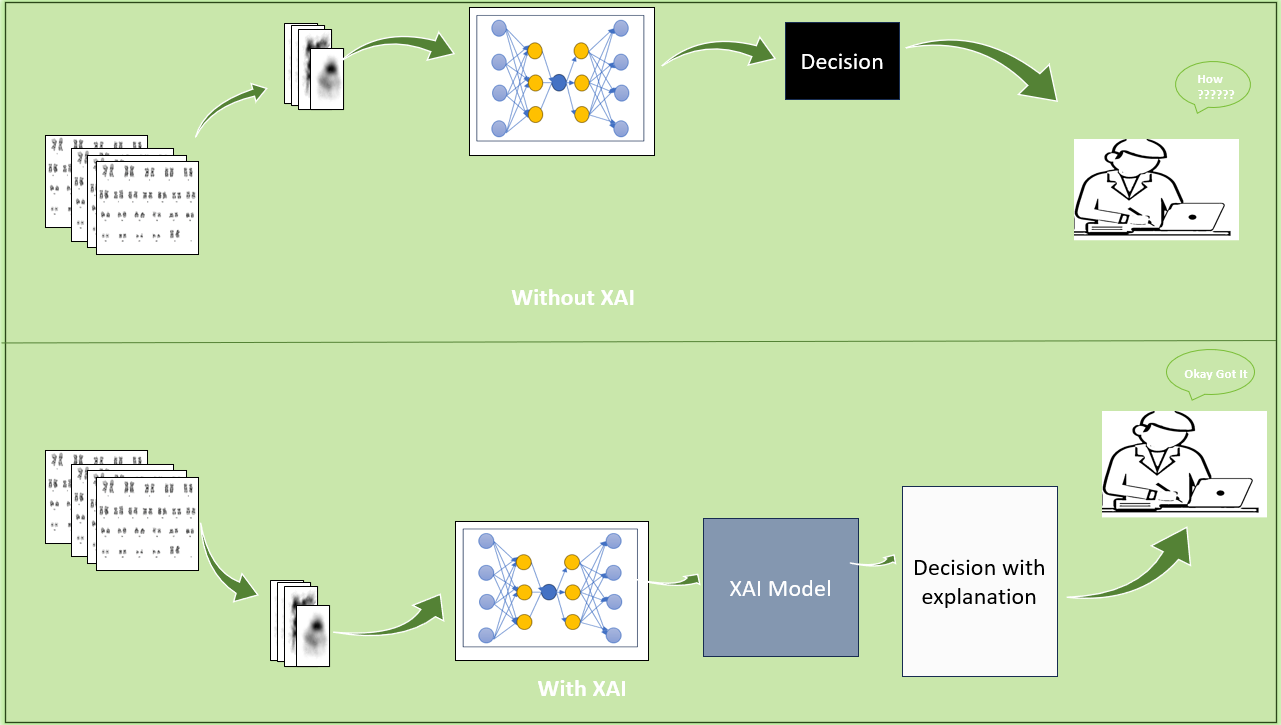 Decision
How
??????
Without XAI
Okay Got It
XAI Model
Decision with
explanation
With XAI